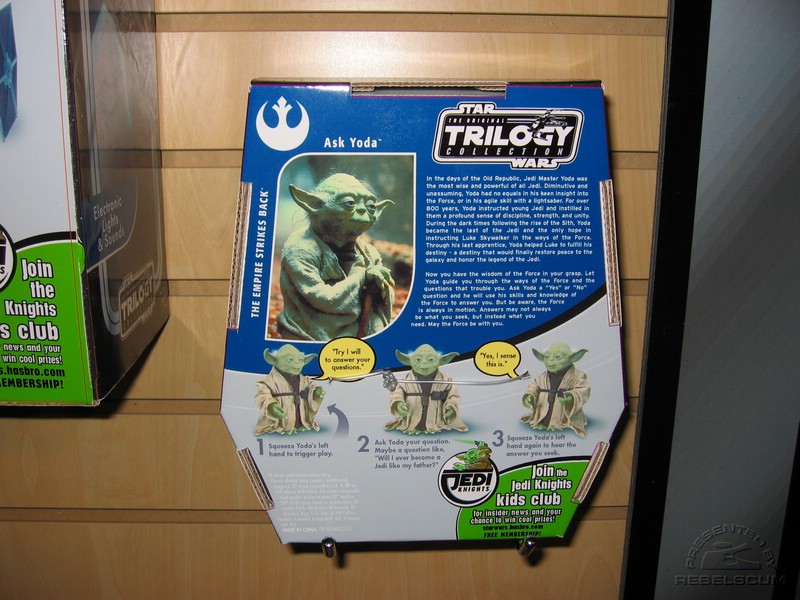 Electronic
Lights
& Sounds
TRILOGY
Join
the
Knights
s club
news and your
win cool prizes!
s.hasbro.com
MEMBERSHIP!
Ask Yoda™
THE EMPIRE STRIKES BACK™
STAR
THE ORIGINAL
TRILOGY
COLLECTION
WARS
In the days of the Old Republic, Jedi Master Yoda was
the most wise and powerful of all Jedi. Diminutive and
unassuming, Yoda had no equals in his keen insight into
the Force, or in his agile skill with a lightsaber. For over
800 years, Yoda instructed young Jedi and instilled in
them a profound sense of discipline, strength, and unity.
During the dark times following the rise of the Sith, Yoda
became the last of the Jedi and the only hope in
instructing Luke Skywalker in the ways of the Force.
Through his last apprentice, Yoda helped Luke to fulfill his
destiny - a destiny that would finally restore peace to the
galaxy and honor the legend of the Jedi.
Now you have the wisdom of the Force in your grasp. Let
Yoda guide you through the ways of the Force and the
questions that trouble you. Ask Yoda a "Yes" or "No"
question and he will use his skills and knowledge of
the Force to answer you. But be aware, the Force
is always in motion. Answers may not always
be what you seek, but instead what you
need. May the Force be with you.
"Try I will
to answer your
questions."
"Yes, I sense
this is."
1 Squeeze Yoda's left
hand to trigger play.
2 Ask Yoda your question.
Maybe a question like,
"Will I ever become a
Jedi like my father?"
3 Squeeze Yoda's left
hand again to hear the
answer you seek.
JEDI
KNIGHTS
Join the
Jedi Knights
kids club
for insider news and your
chance to win cool prizes!
starwars.hasbro.com
FREE MEMBERSHIP!
MADE IN CHINA
PRESENTED BY
REBELSCUM